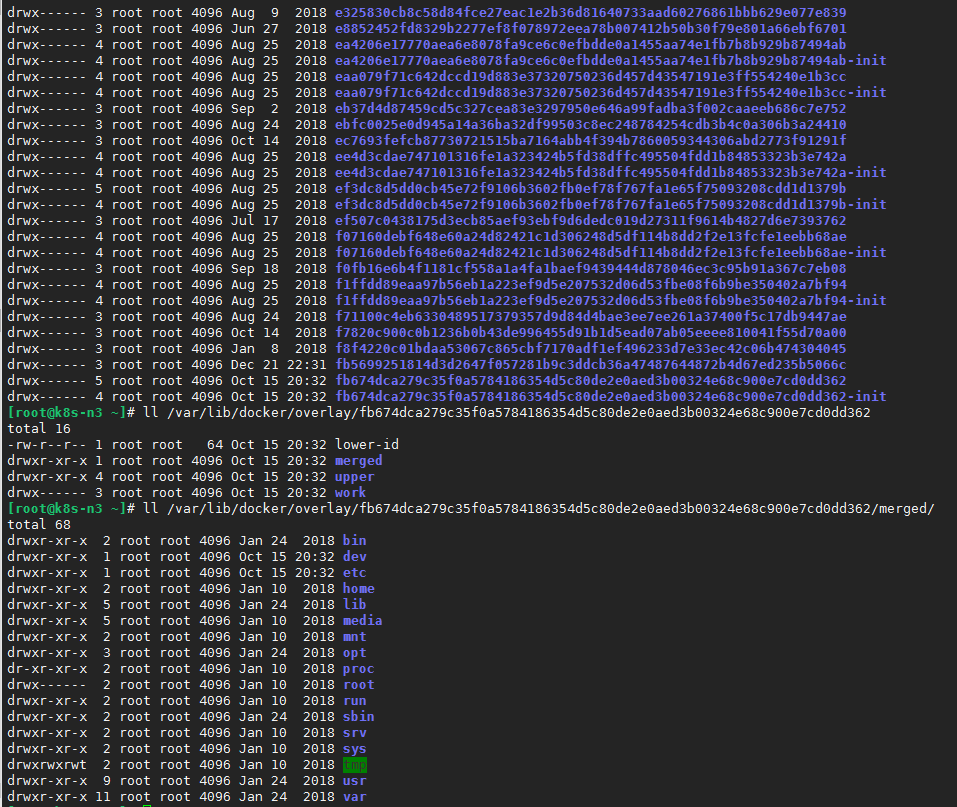 drwx------ 3 root root 4096 Aug  9  2018 e325830cb8c58d84fce27eac1e2b36d81640733aad60276861bbb629e077e839
drwx------ 3 root root 4096 Jun 27  2018 e8852452fd8329b2277ef8f078972eea78b007412b50b30f79e801a66ebf6701
drwx------ 4 root root 4096 Aug 25  2018 ea4206e17770aea6e8078fa9ce6c0efbdde0a1455aa74e1fb7b8b929b87494ab
drwx------ 4 root root 4096 Aug 25  2018 ea4206e17770aea6e8078fa9ce6c0efbdde0a1455aa74e1fb7b8b929b87494ab-init
drwx------ 4 root root 4096 Aug 25  2018 eaa079f71c642dccd19d883e37320750236d457d43547191e3ff554240e1b3cc
drwx------ 4 root root 4096 Aug 25  2018 eaa079f71c642dccd19d883e37320750236d457d43547191e3ff554240e1b3cc-init
drwx------ 3 root root 4096 Sep  2  2018 eb37d4d87459cd5c327cea83e3297950e646a99fadba3f002caaeeb686c7e752
drwx------ 3 root root 4096 Aug 24  2018 ebfc0025e0d945a14a36ba32df99503c8ec248784254cdb3b4c0a306b3a24410
drwx------ 3 root root 4096 Oct 14  2018 ec7693fefcb87730721515ba7164abb4f394b7860059344306abd2773f91291f
drwx------ 4 root root 4096 Aug 25  2018 ee4d3cdae747101316fe1a323424b5fd38dffc495504fdd1b84853323b3e742a
drwx------ 4 root root 4096 Aug 25  2018 ee4d3cdae747101316fe1a323424b5fd38dffc495504fdd1b84853323b3e742a-init
drwx------ 5 root root 4096 Aug 25  2018 ef3dc8d5dd0cb45e72f9106b3602fb0ef78f767fa1e65f75093208cdd1d1379b
drwx------ 4 root root 4096 Aug 25  2018 ef3dc8d5dd0cb45e72f9106b3602fb0ef78f767fa1e65f75093208cdd1d1379b-init
drwx------ 3 root root 4096 Jul 17  2018 ef507c0438175d3ecb85aef93ebf9d6dedc019d27311f9614b4827d6e7393762
drwx------ 4 root root 4096 Aug 25  2018 f07160debf648e60a24d82421c1d306248d5df114b8dd2f2e13fcfe1eebb68ae
drwx------ 4 root root 4096 Aug 25  2018 f07160debf648e60a24d82421c1d306248d5df114b8dd2f2e13fcfe1eebb68ae-init
drwx------ 3 root root 4096 Sep 18  2018 f0fb16e6b4f1181cf558a1a4fa1baef9439444d878046ec3c95b91a367c7eb08
drwx------ 4 root root 4096 Aug 25  2018 f1ffdd89eaa97b56eb1a223ef9d5e207532d06d53fbe08f6b9be350402a7bf94
drwx------ 4 root root 4096 Aug 25  2018 f1ffdd89eaa97b56eb1a223ef9d5e207532d06d53fbe08f6b9be350402a7bf94-init
drwx------ 3 root root 4096 Aug 24  2018 f71100c4eb6330489517379357d9d84d4bae3ee7ee261a37400f5c17db9447ae
drwx------ 3 root root 4096 Oct 14  2018 f7820c900c0b1236b0b43de996455d91b1d5ead07ab05eeee810041f55d70a00
drwx------ 3 root root 4096 Jan  8  2018 f8f4220c01bdaa53067c865cbf7170adf1ef496233d7e33ec42c06b474304045
drwx------ 3 root root 4096 Dec 21 22:31 fb5699251814d3d2647f057281b9c3ddcb36a47487644872b4d67ed235b5066c
drwx------ 5 root root 4096 Oct 15 20:32 fb674dca279c35f0a5784186354d5c80de2e0aed3b00324e68c900e7cd0dd362
drwx------ 4 root root 4096 Oct 15 20:32 fb674dca279c35f0a5784186354d5c80de2e0aed3b00324e68c900e7cd0dd362-init
[root@k8s-n3 ~]# ll /var/lib/docker/overlay/fb674dca279c35f0a5784186354d5c80de2e0aed3b00324e68c900e7cd0dd362
total 16
-rw-r--r-- 1 root root   64 Oct 15 20:32 lower-id
drwxr-xr-x 1 root root 4096 Oct 15 20:32 merged
drwxr-xr-x 4 root root 4096 Oct 15 20:32 upper
drwx------ 3 root root 4096 Oct 15 20:32 work
[root@k8s-n3 ~]# ll /var/lib/docker/overlay/fb674dca279c35f0a5784186354d5c80de2e0aed3b00324e68c900e7cd0dd362/merged/
total 68
drwxr-xr-x  2 root root 4096 Jan 24  2018 bin
drwxr-xr-x  1 root root 4096 Oct 15 20:32 dev
drwxr-xr-x  1 root root 4096 Oct 15 20:32 etc
drwxr-xr-x  2 root root 4096 Jan 10  2018 home
drwxr-xr-x  5 root root 4096 Jan 24  2018 lib
drwxr-xr-x  5 root root 4096 Jan 10  2018 media
drwxr-xr-x  2 root root 4096 Jan 10  2018 mnt
drwxr-xr-x  3 root root 4096 Jan 24  2018 opt
dr-xr-xr-x  2 root root 4096 Jan 10  2018 proc
drwx------  2 root root 4096 Jan 10  2018 root
drwxr-xr-x  2 root root 4096 Jan 10  2018 run
drwxr-xr-x  2 root root 4096 Jan 24  2018 sbin
drwxr-xr-x  2 root root 4096 Jan 10  2018 srv
drwxr-xr-x  2 root root 4096 Jan 10  2018 sys
drwxrwxrwt  2 root root 4096 Jan 10  2018 tmp
drwxr-xr-x  9 root root 4096 Jan 24  2018 usr
drwxr-xr-x 11 root root 4096 Jan 24  2018 var